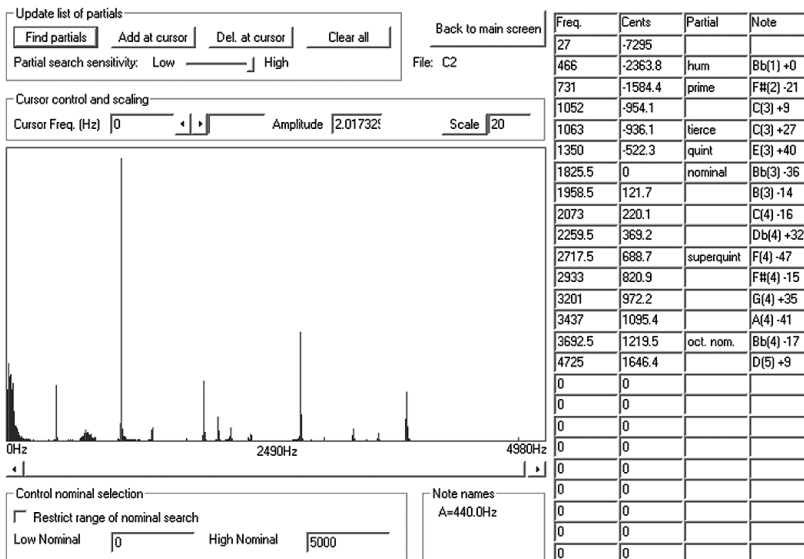 Update list of partials
Find partials Add at cursor Del. at cursor Clear all
Partial search sensitivity: Low High
Back to main screen
File: C2
Cursor control and scaling
Cursor Freq. (Hz) 0 Amplitude 2.017329 Scale 20
0Hz 2490Hz 4980Hz
Control nominal selection
Restrict range of nominal search
Low Nominal 0 High Nominal 5000
Note names
A=440.0Hz
Freq. Cents Partial Note
27 -7295
466 -2363.8 hum Bb(1) +0
731 -1584.4 prime F#(2) -21
1052 -954.1 C(3) +9
1063 -936.1 tierce C(3) +27
1350 -522.3 quint E(3) +40
1825.5 0 nominal Bb(3) -36
1958.5 121.7 B(3) -14
2073 220.1 C(4) -16
2259.5 369.2 Db(4) +32
2717.5 688.7 superquint F(4) -47
2933 820.9 F#(4) -15
3201 972.2 G(4) +35
3437 1095.4 A(4) -41
3692.5 1219.5 oct. nom. Bb(4) -17
4725 1646.4 D(5) +9
0 0
0 0
0 0
0 0
0 0
0 0
0 0
0 0
0 0